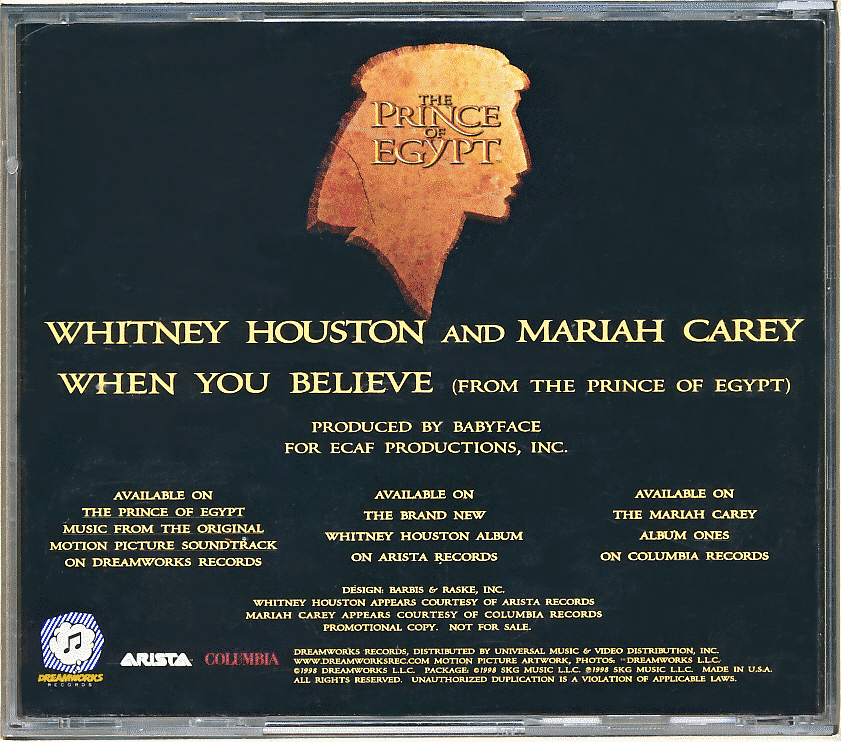 THE
PRINCE
OF
EGYPT
WHITNEY HOUSTON AND MARIAH CAREY
WHEN YOU BELIEVE (FROM THE PRINCE OF EGYPT)
PRODUCED BY BABYFACE
FOR ECAF PRODUCTIONS, INC.
AVAILABLE ON
THE PRINCE OF EGYPT
MUSIC FROM THE ORIGINAL
MOTION PICTURE SOUNDTRACK
ON DREAMWORKS RECORDS
AVAILABLE ON
THE BRAND NEW
WHITNEY HOUSTON ALBUM
ON ARISTA RECORDS
AVAILABLE ON
THE MARIAH CAREY
ALBUM ONES
ON COLUMBIA RECORDS
DESIGN: BARBIS & RASKE, INC.
WHITNEY HOUSTON APPEARS COURTESY OF ARISTA RECORDS
MARIAH CAREY APPEARS COURTESY OF COLUMBIA RECORDS
PROMOTIONAL COPY. NOT FOR SALE.
DREAMWORKS
RECORDS
ARISTA
COLUMBIA
DREAMWORKS RECORDS, DISTRIBUTED BY UNIVERSAL MUSIC & VIDEO DISTRIBUTION, INC.
WWW.DREAMWORKSREC.COM MOTION PICTURE ARTWORK, PHOTOS: ™ DREAMWORKS L.L.C.
©1998 DREAMWORKS L.L.C. PACKAGE: ©1998 SKG MUSIC L.L.C. ℗1998 SKG MUSIC L.L.C. MADE IN U.S.A.
ALL RIGHTS RESERVED. UNAUTHORIZED DUPLICATION IS A VIOLATION OF APPLICABLE LAWS.